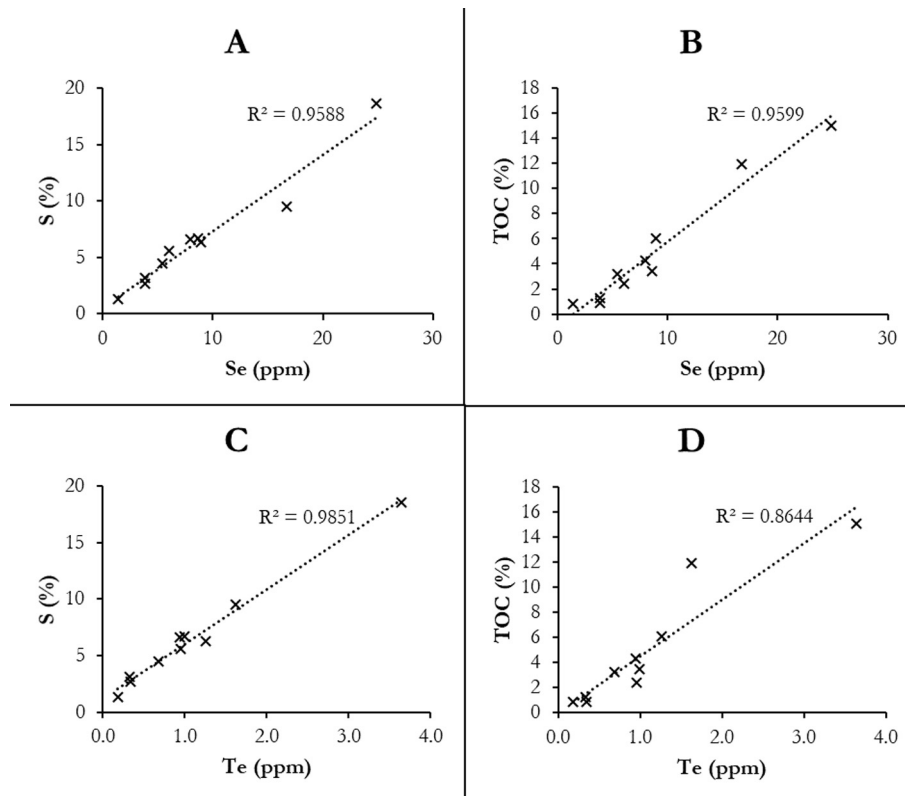 A
20
15
10
5
0
S (%)
R² = 0.9588
0 10 20 30
Se (ppm)
B
18
16
14
12
10
8
6
4
2
0
TOC (%)
R² = 0.9599
0 10 20 30
Se (ppm)
C
20
15
10
5
0
S (%)
R² = 0.9851
0.0 1.0 2.0 3.0 4.0
Te (ppm)
D
18
16
14
12
10
8
6
4
2
0
TOC (%)
R² = 0.8644
0.0 1.0 2.0 3.0 4.0
Te (ppm)